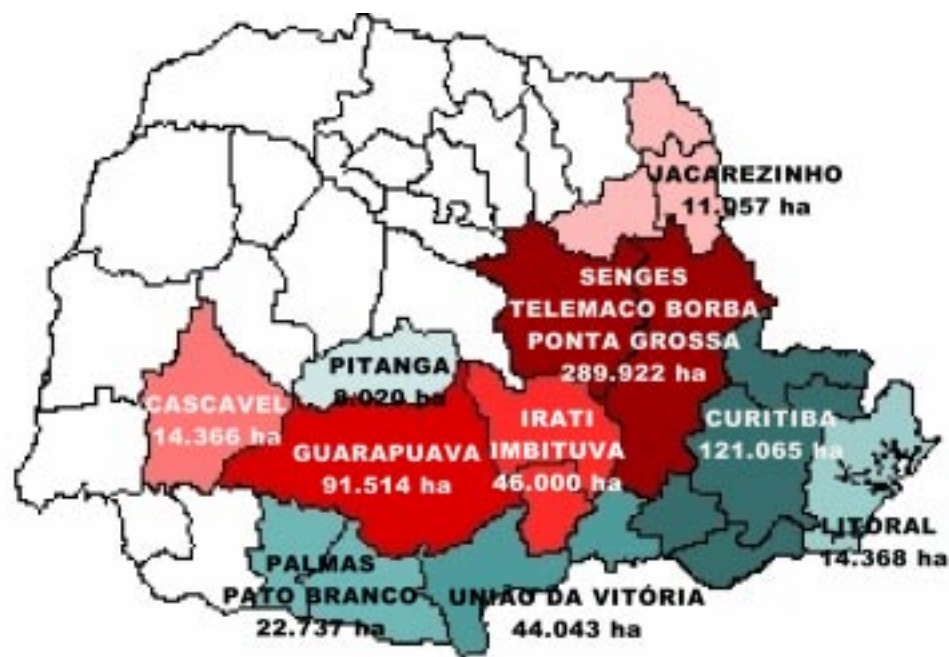 JACAREZINHO
11.957 ha
SENGES
TELEMACO BORBA
PONTA GROSSA
289.922 ha
PITANGA
8.020 ha
CASCAVEL
14.366 ha
IRATI
IMBITUVA
46.000 ha
CURITIBA
121.065 ha
GUARAPUAVA
91.514 ha
LITORAL
14.368 ha
PALMAS
PATO BRANCO
22.737 ha
UNIÃO DA VITÓRIA
44.043 ha